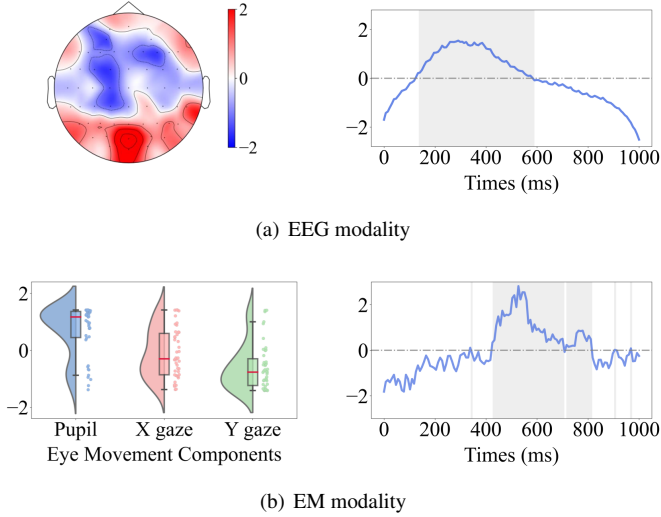 2
0
−2
2
0
−2
0 200 400 600 800 1000
Times (ms)
(a) EEG modality
2
0
−2
Pupil X gaze Y gaze
Eye Movement Components
2
0
−2
0 200 400 600 800 1000
Times (ms)
(b) EM modality